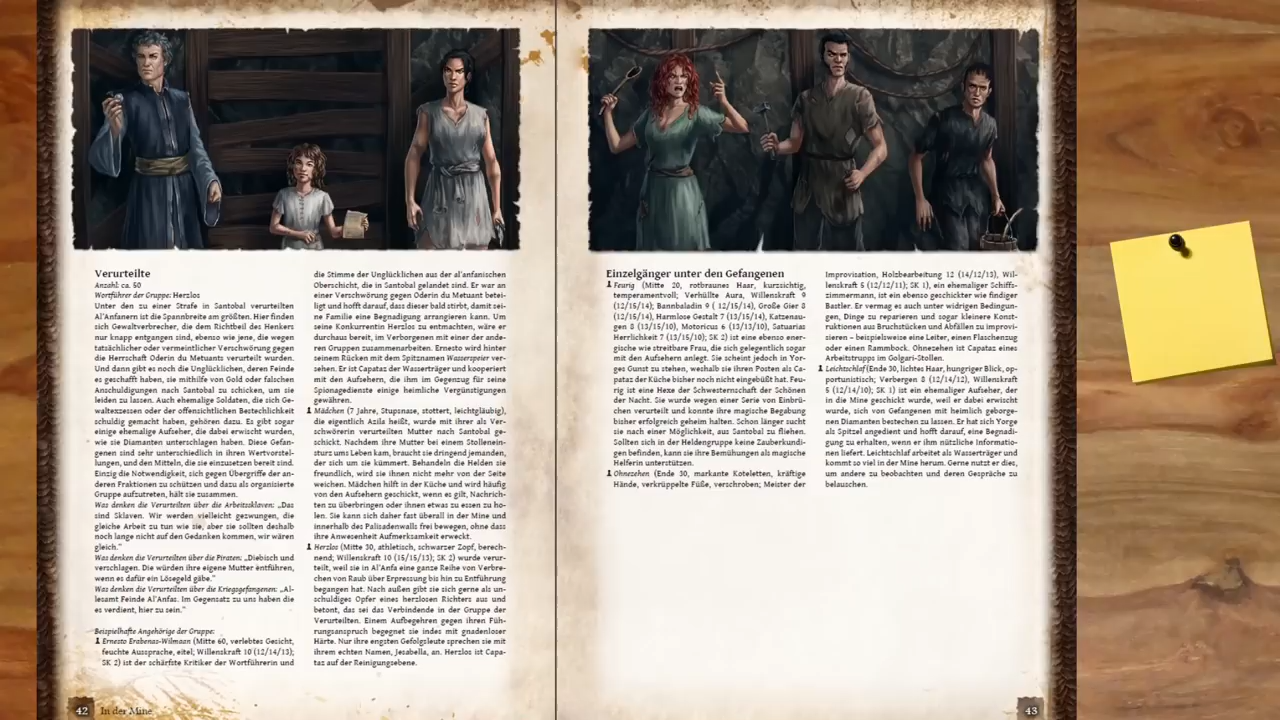 Verurteilte
Anzahl: ca. 50
Wortführer der Gruppe: Herzlos
Unter den zu einer Strafe in Santobal verurteilten
Al'Anfanern ist die Spannbreite am größten. Hier finden
sich Gewaltverbrecher, die dem Richtbeil des Henkers
nur knapp entgangen sind, ebenso wie jene, die wegen
tatsächlicher oder vermeintlicher Verschwörung gegen
die Herrschaft Oderin du Metuants verurteilt wurden.
Und dann gibt es noch die Unglücklichen, deren Feinde
es geschafft haben, sie mithilfe von Gold oder falschen
Anschuldigungen nach Santobal zu schicken, um sie
leiden zu lassen. Auch ehemalige Soldaten, die sich Ge-
waltexzessen oder der offensichtlichen Bestechlichkeit
schuldig gemacht haben, gehören dazu. Es gibt sogar
einige ehemalige Aufseher, die dabei erwischt wurden,
wie sie Diamanten unterschlagen haben. Diese Gefan-
genen sind sehr unterschiedlich in ihren Wertvorstel-
lungen, und den Mitteln, die sie einzusetzen bereit sind.
Einzig die Notwendigkeit, sich gegen Übergriffe der an-
deren Fraktionen zu schützen und dazu als organisierte
Gruppe aufzutreten, hält sie zusammen.
Was denken die Verurteilten über die Arbeitssklaven: „Das
sind Sklaven. Wir werden vielleicht gezwungen, die
gleiche Arbeit zu tun wie sie, aber sie sollten deshalb
noch lange nicht auf den Gedanken kommen, wir wären
gleich.“
Was denken die Verurteilten über die Piraten: „Diebisch und
verschlagen. Die würden ihre eigene Mutter entführen,
wenn es dafür ein Lösegeld gäbe.“
Was denken die Verurteilten über die Kriegsgefangenen: „Al-
lesamt Feinde Al'Anfas. Im Gegensatz zu uns haben die
es verdient, hier zu sein.“
Beispielhafte Angehörige der Gruppe:
Ernesto Erabenas-Wilmaan (Mitte 60, verlebtes Gesicht,
feuchte Aussprache, eitel; Willenskraft 10 (12/14/13);
SK 2) ist der schärfste Kritiker der Wortführerin und
die Stimme der Unglücklichen aus der al'anfanischen
Oberschicht, die in Santobal gelandet sind. Er war an
einer Verschwörung gegen Oderin du Metuant betei-
ligt und hofft darauf, dass dieser bald stirbt, damit sei-
ne Familie eine Begnadigung arrangieren kann. Um
seine Konkurrentin Herzlos zu entmachten, wäre er
durchaus bereit, im Verborgenen mit einer der ande-
ren Gruppen zusammenarbeiten. Ernesto wird hinter
seinem Rücken mit dem Spitznamen Wasserspeier ver-
sehen. Er ist Capataz der Wasserträger und kooperiert
mit den Aufsehern, die ihm im Gegenzug für seine
Spionagedienste einige heimliche Vergünstigungen
gewähren.
Mädchen (7 Jahre, Stupsnase, stottert, leichtgläubig),
die eigentlich Azila heißt, wurde mit ihrer als Ver-
schwörerin verurteilten Mutter nach Santobal ge-
schickt. Nachdem ihre Mutter bei einem Stollenein-
sturz ums Leben kam, braucht sie dringend jemanden,
der sich um sie kümmert. Behandeln die Helden sie
freundlich, wird sie ihnen nicht mehr von der Seite
weichen. Mädchen hilft in der Küche und wird häufig
von den Aufsehern geschickt, wenn es gilt, Nachrich-
ten zu überbringen oder ihnen etwas zu essen zu ho-
len. Sie kann sich daher fast überall in der Mine und
innerhalb des Palisadenwalls frei bewegen, ohne dass
ihre Anwesenheit Aufmerksamkeit erweckt.
Herzlos (Mitte 30, athletisch, schwarzer Zopf, berech-
nend; Willenskraft 10 (15/15/13); SK 2) wurde verur-
teilt, weil sie in Al'Anfa eine ganze Reihe von Verbre-
chen von Raub über Erpressung bis hin zu Entführung
begangen hat. Nach außen gibt sie sich gerne als un-
schuldiges Opfer eines herzlosen Richters aus und
betont, das sei das Verbindende in der Gruppe der
Verurteilten. Einem Aufbegehren gegen ihren Füh-
rungsanspruch begegnet sie indes mit gnadenloser
Härte. Nur ihre engsten Gefolgsleute sprechen sie mit
ihrem echten Namen, Jesabella, an. Herzlos ist Capa-
taz auf der Reinigungsebene.
42 In der Mine
Einzelgänger unter den Gefangenen
Feurig (Mitte 20, rotbraunes Haar, kurzsichtig,
temperamentvoll; Verhüllte Aura, Willenskraft 9
(12/15/14); Bannbaladin 9 (12/15/14), Große Gier 8
(12/15/14), Harmlose Gestalt 7 (13/15/14), Katzenau-
gen 8 (13/15/10), Motoricus 6 (13/13/10), Satuarias
Herrlichkeit 7 (13/15/10); SK 2) ist eine ebenso ener-
gische wie streitbare Frau, die sich gelegentlich sogar
mit den Aufsehern anlegt. Sie scheint jedoch in Yor-
ges Gunst zu stehen, weshalb sie ihren Posten als Ca-
pataz der Küche bisher noch nicht eingebüßt hat. Feu-
rig ist eine Hexe der Schwesternschaft der Schönen
der Nacht. Sie wurde wegen einer Serie von Einbrü-
chen verurteilt und konnte ihre magische Begabung
bisher erfolgreich geheim halten. Schon länger sucht
sie nach einer Möglichkeit, aus Santobal zu fliehen.
Sollten sich in der Heldengruppe keine Zauberkundi-
gen befinden, kann sie ihre Bemühungen als magische
Helferin unterstützen.
Ohnezehen (Ende 30, markante Koteletten, kräftige
Hände, verkrüppelte Füße, verschroben; Meister der
Improvisation, Holzbearbeitung 12 (14/12/13), Wil-
lenskraft 5 (12/12/11); SK 1), ein ehemaliger Schiffs-
zimmermann, ist ein ebenso geschickter wie findiger
Bastler. Er vermag es auch unter widrigen Bedingun-
gen, Dinge zu reparieren und sogar kleinere Konst-
ruktionen aus Bruchstücken und Abfällen zu improvi-
sieren – beispielsweise eine Leiter, einen Flaschenzug
oder einen Rammbock. Ohnezehen ist Capataz eines
Arbeitstrupps im Golgari-Stollen.
Leichtschlaf (Ende 30, lichtes Haar, hungriger Blick, op-
portunistisch; Verbergen 8 (12/14/12), Willenskraft
5 (12/14/10); SK 1) ist ein ehemaliger Aufseher, der
in die Mine geschickt wurde, weil er dabei erwischt
wurde, sich von Gefangenen mit heimlich geborge-
nen Diamanten bestechen zu lassen. Er hat sich Yorge
als Spitzel angedient und hofft darauf, eine Begnadi-
gung zu erhalten, wenn er ihm nützliche Informatio-
nen liefert. Leichtschlaf arbeitet als Wasserträger und
kommt so viel in der Mine herum. Gerne nutzt er dies,
um andere zu beobachten und deren Gespräche zu
belauschen.
43